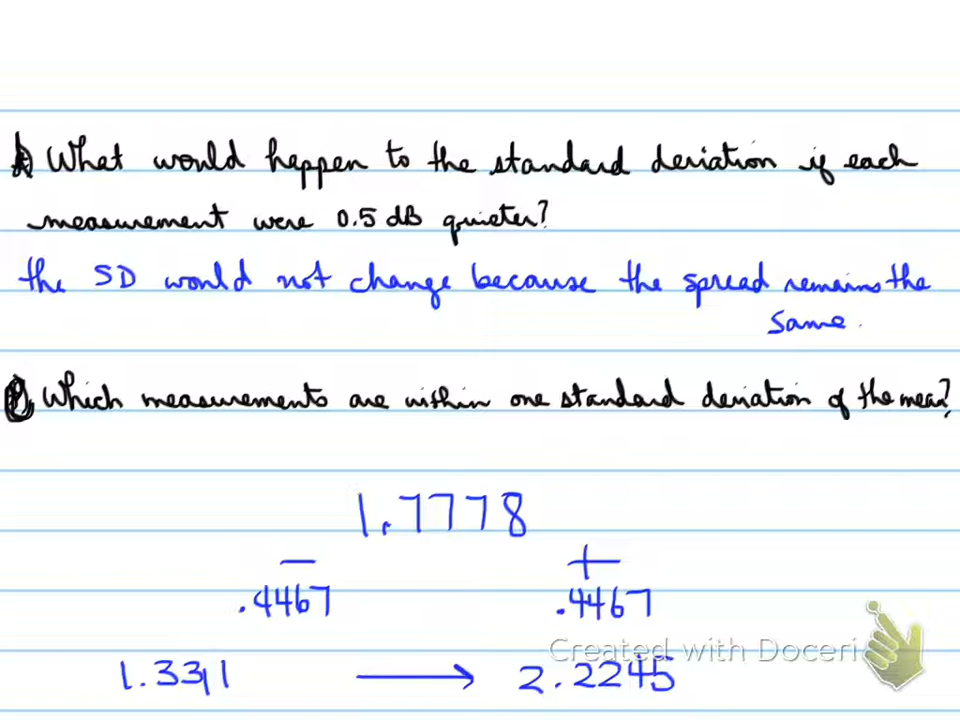 b) What would happen to the standard deviation if each
measurement were 0.5 dB quieter?
the SD would not change because the spread remains the
same.
Which measurements are within one standard deviation of the mean?
1.7778
− +
.4467 .4467
Created with Doceri
1.3311 → 2.2245